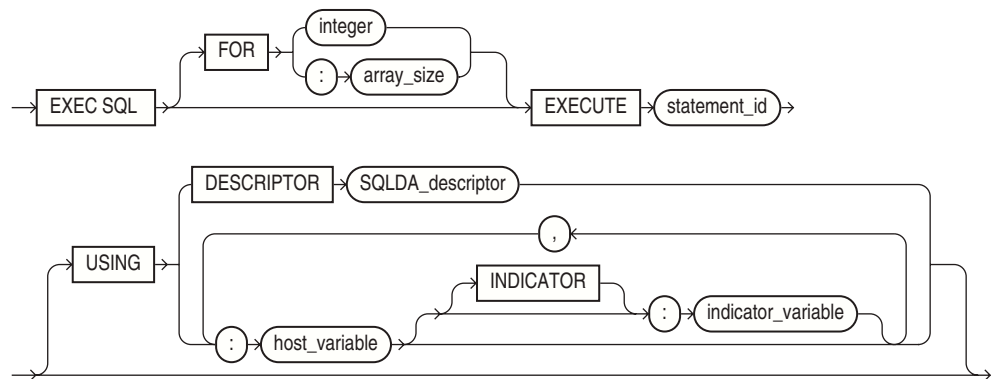 integer
FOR
: array_size
EXEC SQL EXECUTE statement_id
DESCRIPTOR SQLDA_descriptor
,
USING
INDICATOR
: indicator_variable
: host_variable